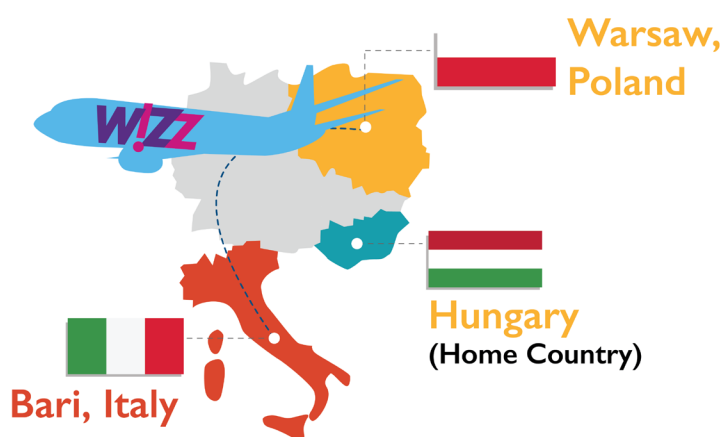 Warsaw,
Poland
W!ZZ
Hungary
(Home Country)
Bari, Italy